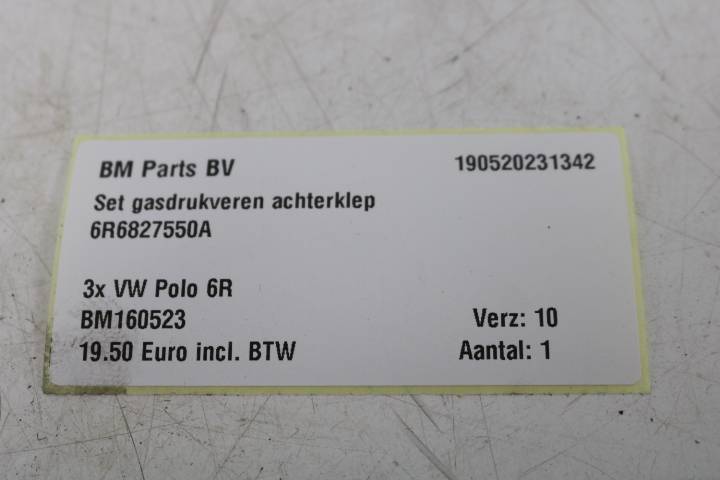 BM Parts BV 190520231342
Set gasdrukveren achterklep
6R6827550A
3x VW Polo 6R
BM160523 Verz: 10
19.50 Euro incl. BTW Aantal: 1